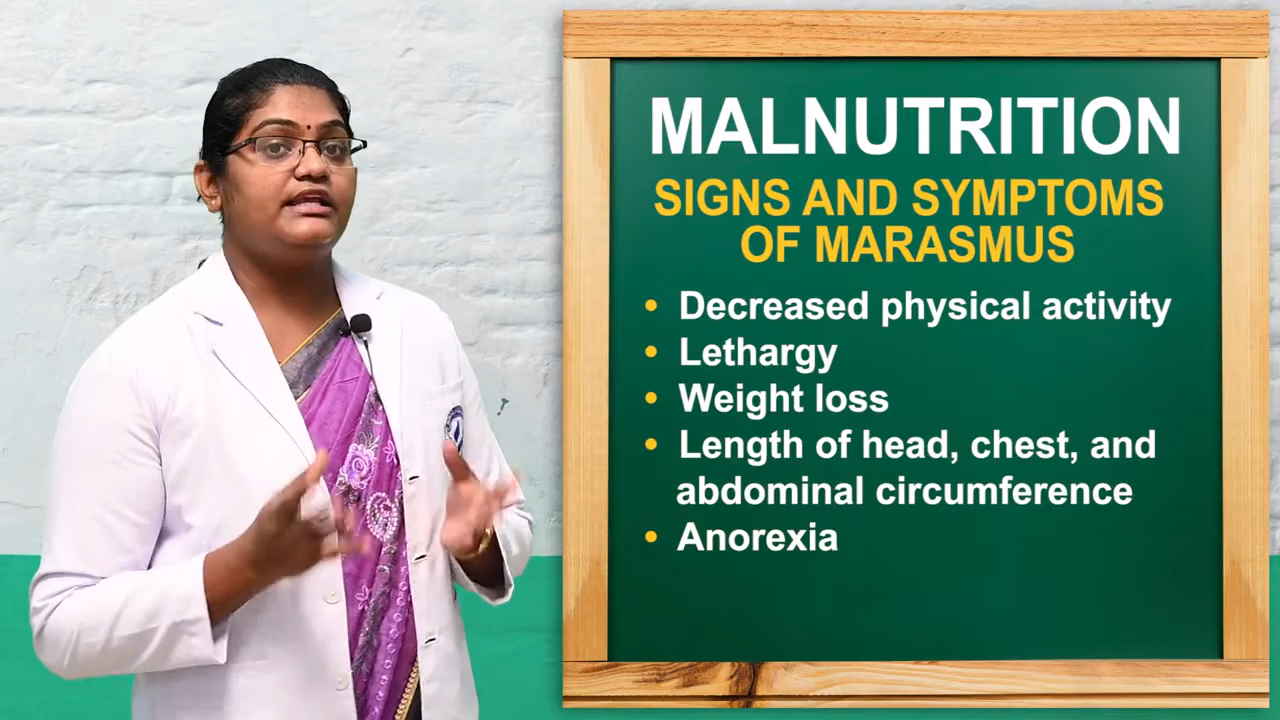 MALNUTRITION
SIGNS AND SYMPTOMS
OF MARASMUS
• Decreased physical activity
• Lethargy
• Weight loss
• Length of head, chest, and
abdominal circumference
• Anorexia